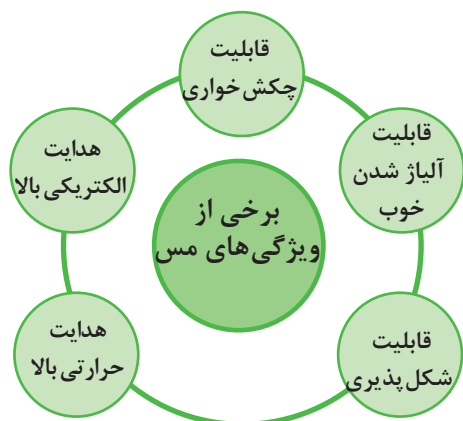 قابلیت
چکش‌خواری
قابلیت
آلیاژ شدن
خوب
هدایت
الکتریکی بالا
برخی از
ویژگی‌های مس
هدایت
حرارتی بالا
قابلیت
شکل‌پذیری